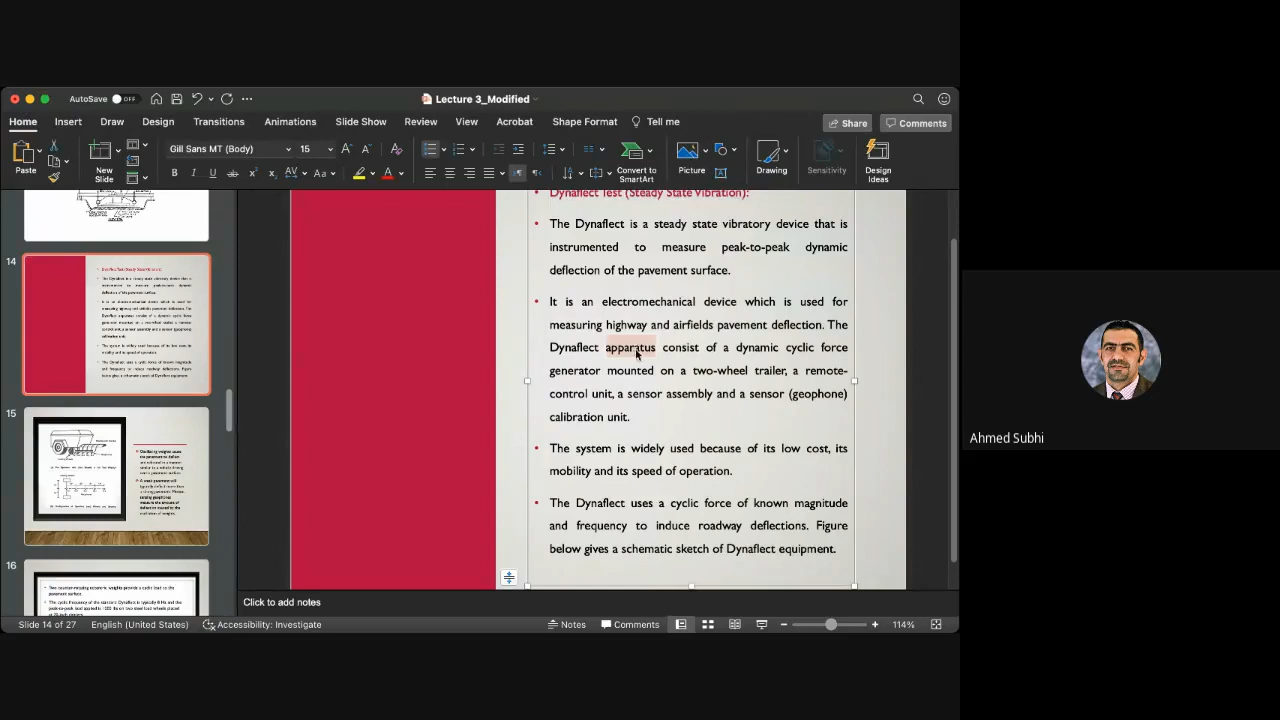 AutoSave OFF
Lecture 3_Modified
Home Insert Draw Design Transitions Animations Slide Show Review View Acrobat Shape Format Tell me Share Comments
Paste New Slide Gill Sans MT (Body) 15 Convert to SmartArt Picture Drawing Sensitivity Design Ideas
14
15
16
Dynaflect Test (Steady State Vibration):
• The Dynaflect is a steady state vibratory device that is
instrumented to measure peak-to-peak dynamic
deflection of the pavement surface.
• It is an electromechanical device which is used for
measuring highway and airfields pavement deflection. The
Dynaflect apparatus consist of a dynamic cyclic force
generator mounted on a two-wheel trailer, a remote-
control unit, a sensor assembly and a sensor (geophone)
calibration unit.
• The system is widely used because of its low cost, its
mobility and its speed of operation.
• The Dynaflect uses a cyclic force of known magnitude
and frequency to induce roadway deflections. Figure
below gives a schematic sketch of Dynaflect equipment.
Click to add notes
Slide 14 of 27 English (United States) Accessibility: Investigate Notes Comments 114%
Ahmed Subhi